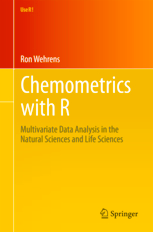 Use R!
Ron Wehrens
Chemometrics
with R
Multivariate Data Analysis in the
Natural Sciences and Life Sciences
Springer